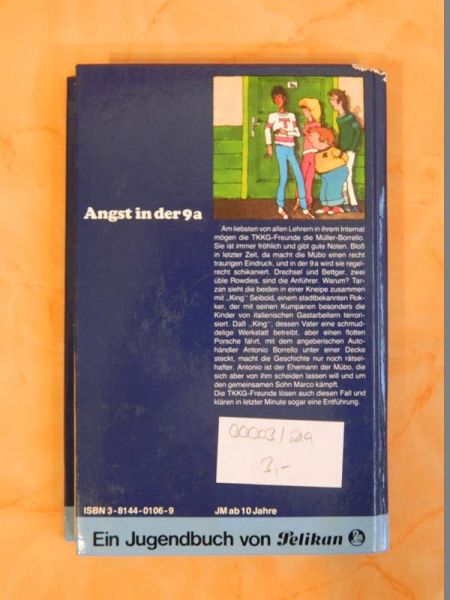 Angst in der 9a
Am liebsten von allen Lehrern in ihrem Internat
mögen die TKKG-Freunde die Müller-Borrello.
Sie ist immer fröhlich und gibt gute Noten. Bloß
in letzter Zeit, da macht die Mübo einen recht
traurigen Eindruck, und in der 9a wird sie regel-
recht schikaniert. Drechsel und Bettger, zwei
üble Rowdies, sind die Anführer. Warum? Tar-
zan sieht die beiden in einer Kneipe zusammen
mit „King" Seibold, einem stadtbekannten Rok-
ker, der mit seinen Kumpanen besonders die
Kinder von italienischen Gastarbeitern terrori-
siert. Daß „King", dessen Vater eine schmud-
delige Werkstatt betreibt, aber einen flotten
Porsche fährt, mit dem angeberischen Auto-
händler Antonio Borrello unter einer Decke
steckt, macht die Geschichte nur noch rätsel-
hafter. Antonio ist der Ehemann der Mübo, die
sich aber von ihm scheiden lassen will und um
den gemeinsamen Sohn Marco kämpft.
Die TKKG-Freunde lösen auch diesen Fall und
klären in letzter Minute sogar eine Entführung.
00003/29a
3,-
ISBN 3-8144-0106-9
JM ab 10 Jahre
Ein Jugendbuch von Pelikan